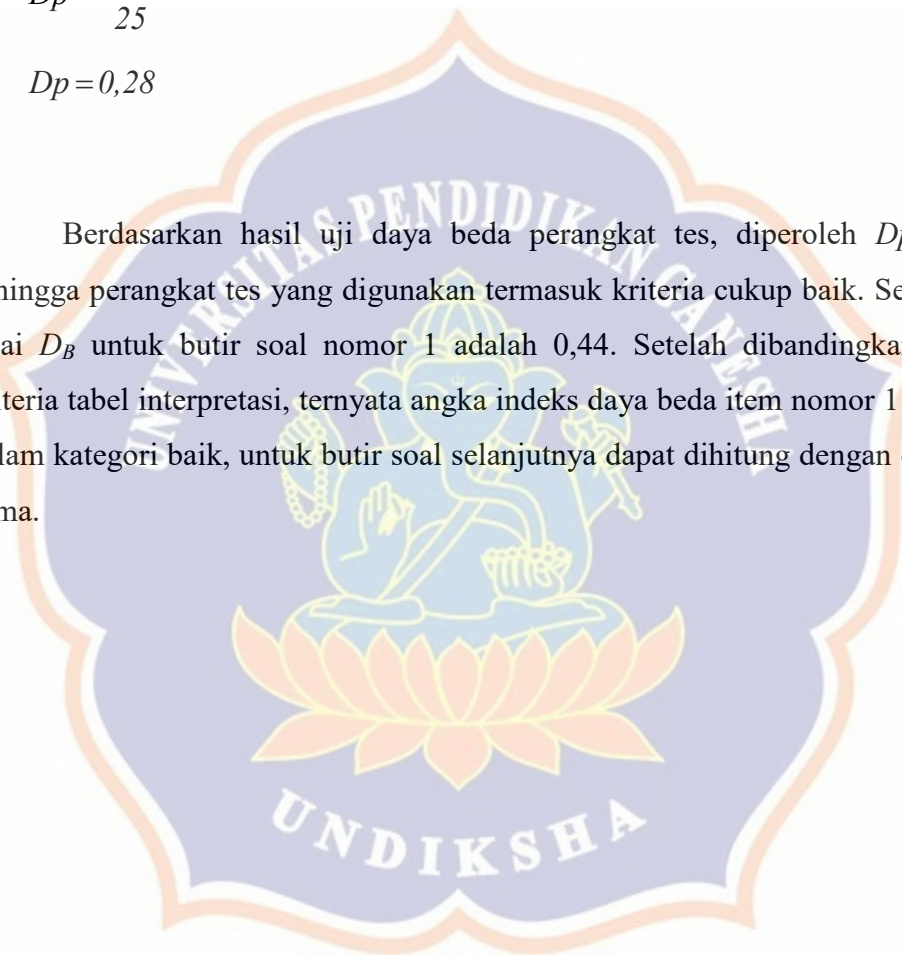 25
Dp = 0,28
Berdasarkan hasil uji daya beda perangkat tes, diperoleh Dp
hingga perangkat tes yang digunakan termasuk kriteria cukup baik. Se
ai D_B untuk butir soal nomor 1 adalah 0,44. Setelah dibandingka
iteria tabel interpretasi, ternyata angka indeks daya beda item nomor 1
lam kategori baik, untuk butir soal selanjutnya dapat dihitung dengan
ma.
UNIVERSITAS PENDIDIKAN GANESHA
UNDIKSHA